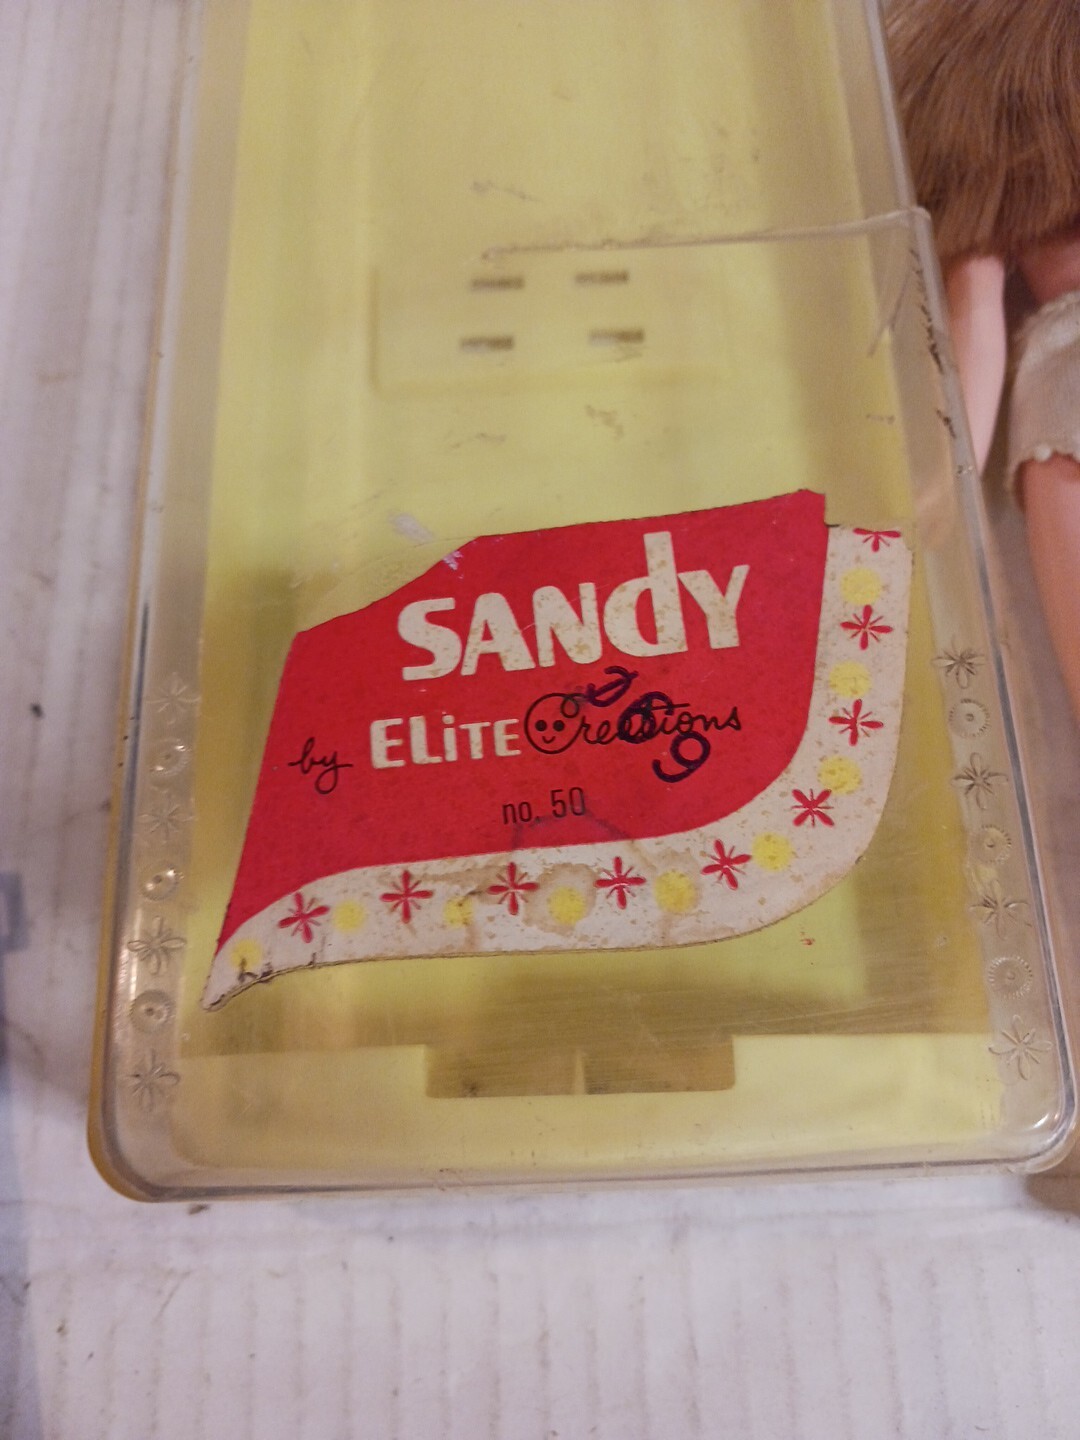 SANdY
by ELiTE Creations
no. 50